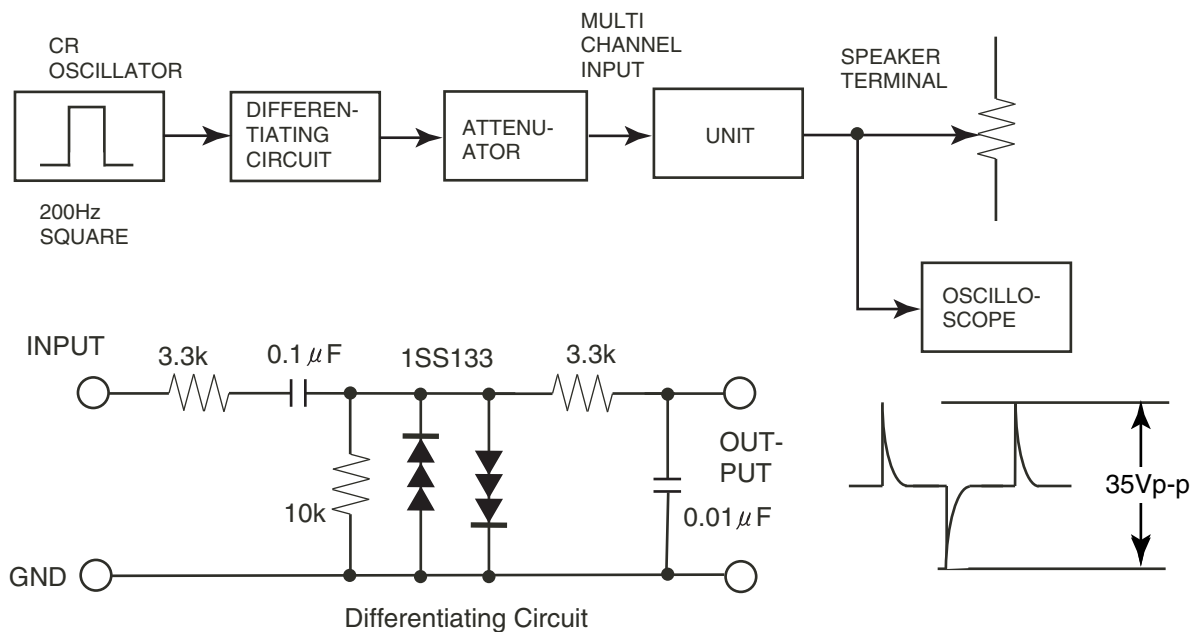 CR
OSCILLATOR
200Hz
SQUARE
DIFFEREN-
TIATING
CIRCUIT
ATTENU-
ATOR
MULTI
CHANNEL
INPUT
UNIT
SPEAKER
TERMINAL
OSCILLO-
SCOPE
INPUT
3.3k
0.1μF
1SS133
3.3k
OUT-
PUT
10k
0.01μF
GND
35Vp-p
Differentiating Circuit